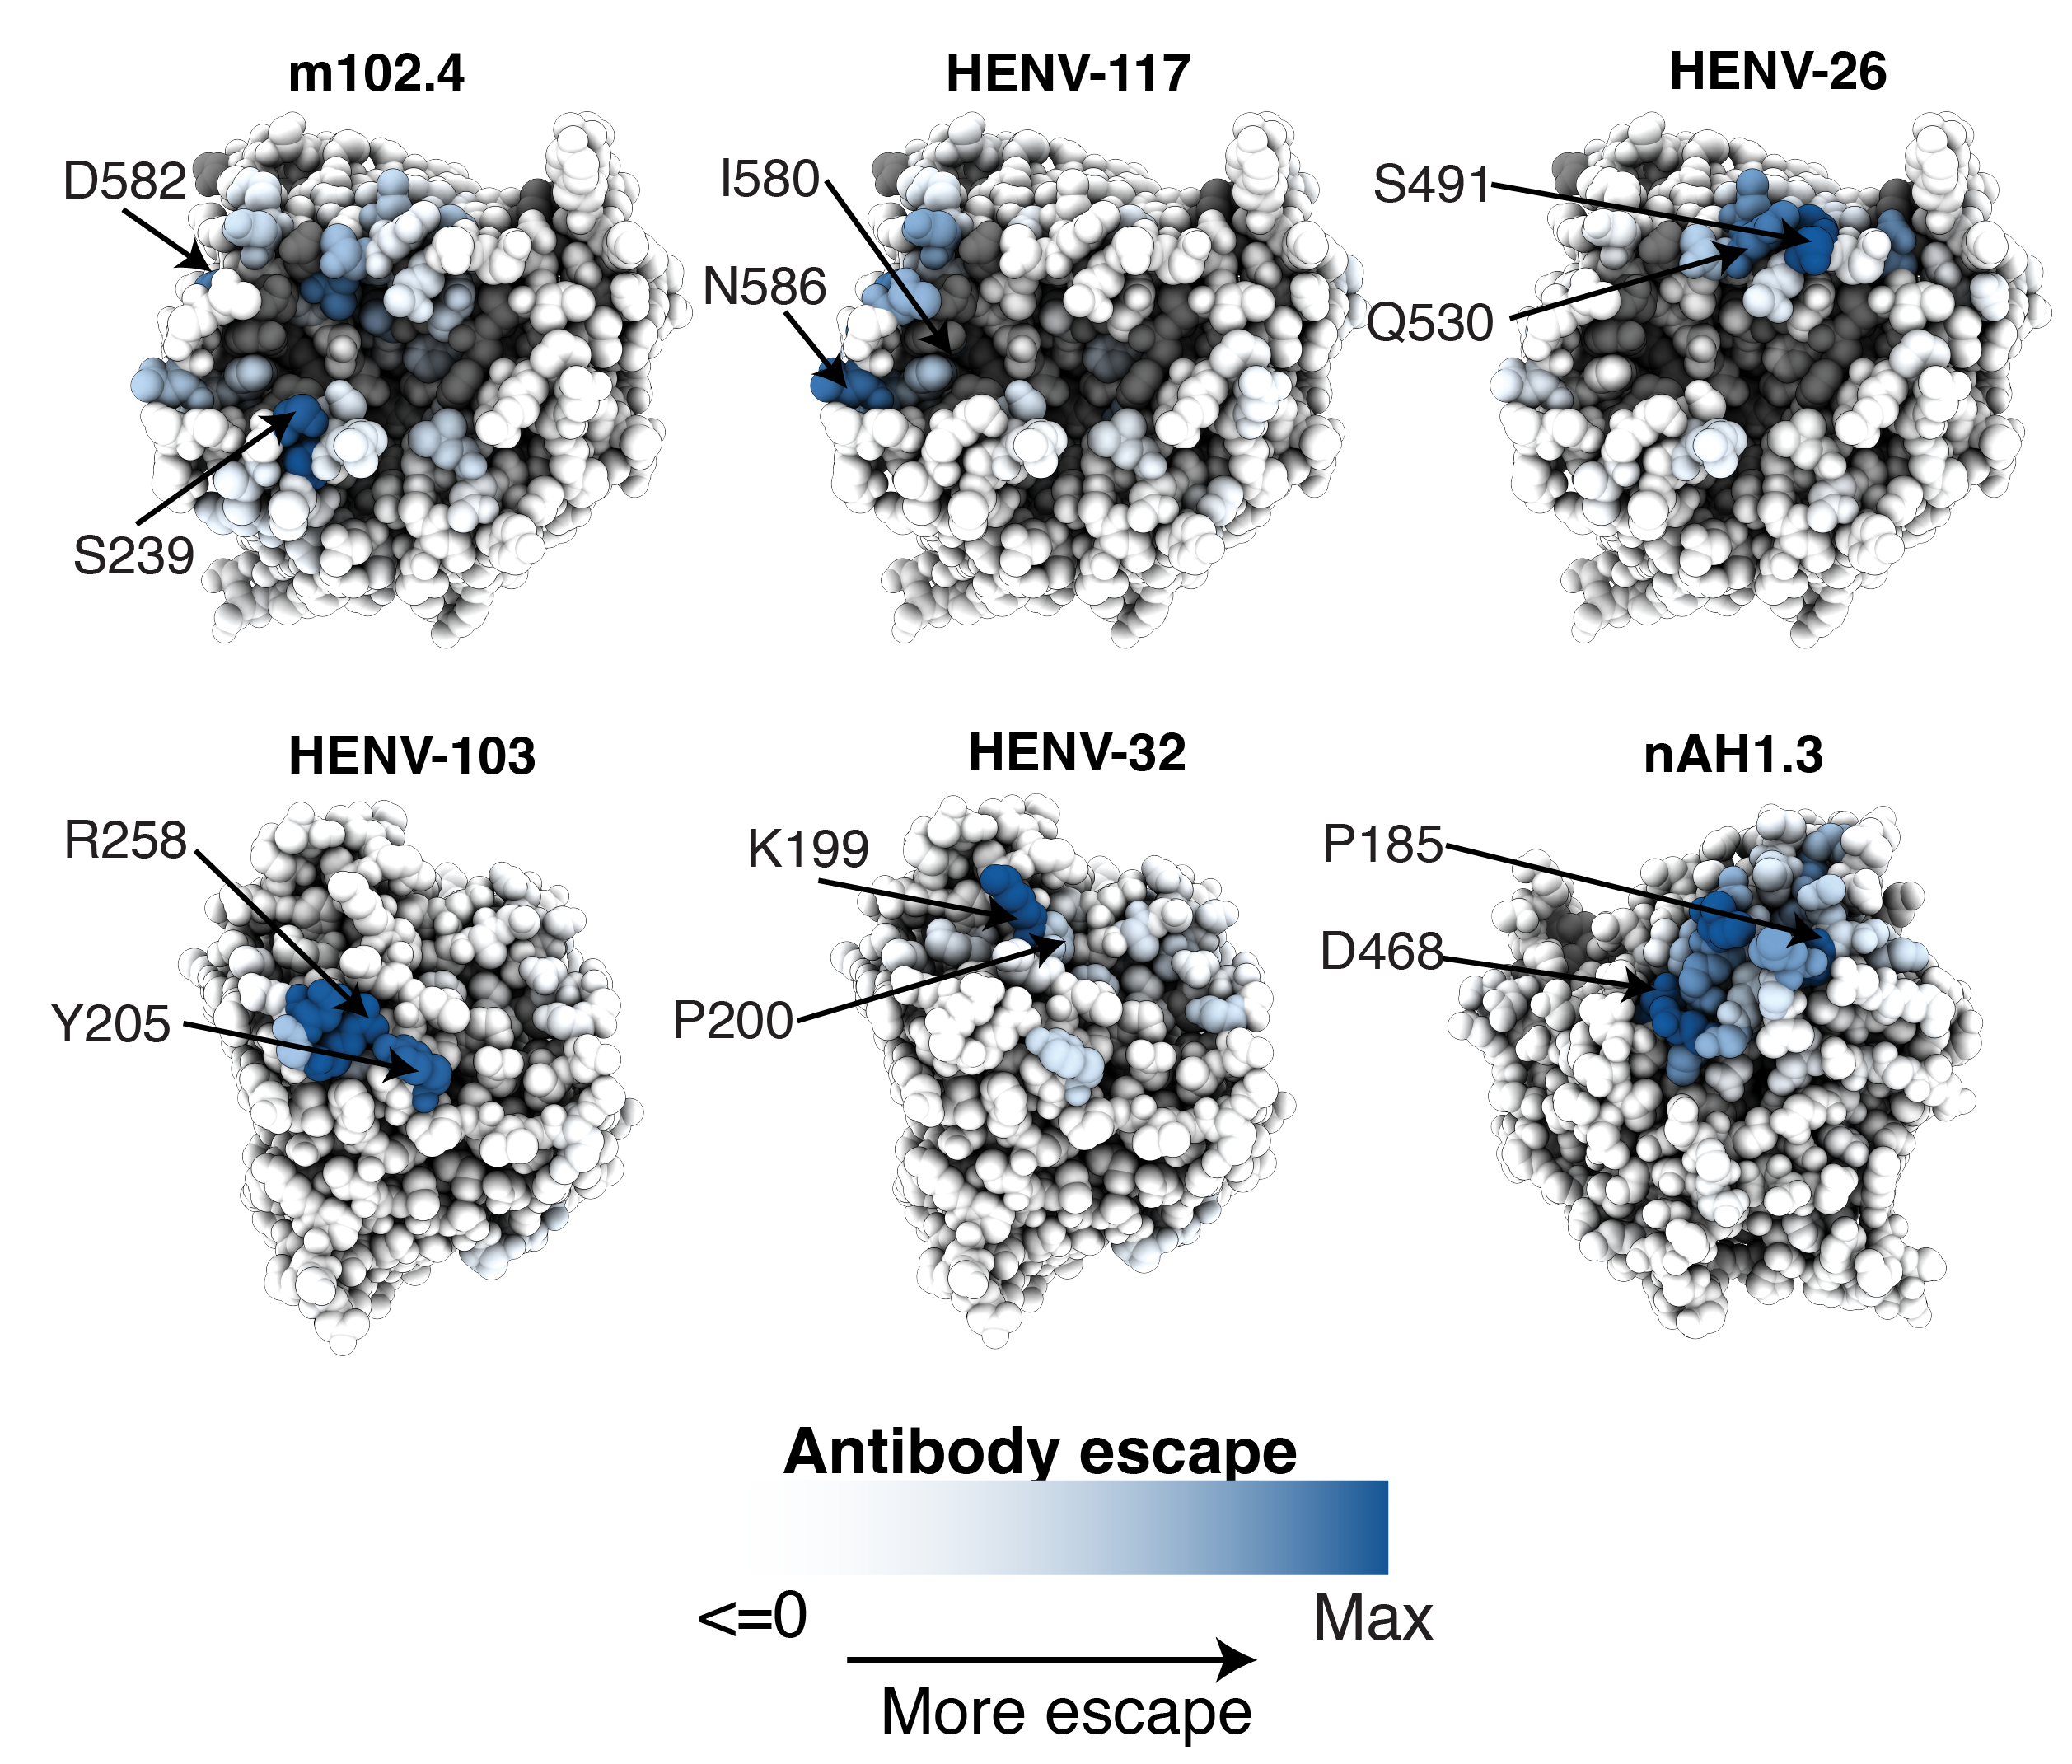 m102.4
HENV-117
HENV-26
D582
I580
S491
N586
Q530
S239
HENV-103
HENV-32
nAH1.3
R258
K199
P185
D468
Y205
P200
Antibody escape
<=0
Max
More escape